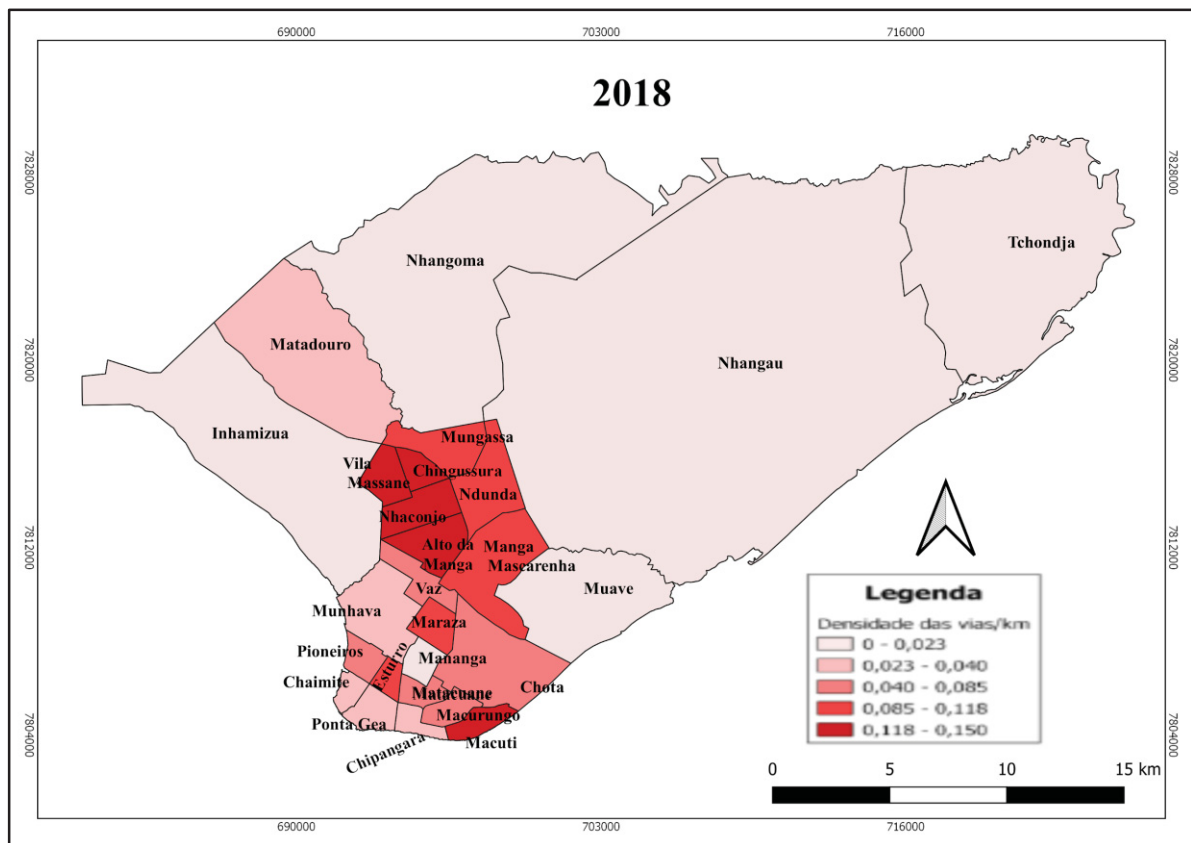 690000 703000 716000
2018
7828000 7828000
Tchondja
Nhangoma
Matadouro
7820000 7820000
Nhangau
Inhamizua
Mungassa
Vila
Massane
Chingussura
Ndunda
Nhaconjo
Alto da
Manga
Manga
Mascarenha
7812000 7812000
Muave
Vaz
Munhava
Maraza
Pioneiros
Esturro
Mananga
Chaimite
Matacuane
Chota
Ponta Gea
Macurungo
Chipangara
Macuti
7804000 7804000
Legenda
Densidade das vias/km
0 - 0,023
0,023 - 0,040
0,040 - 0,085
0,085 - 0,118
0,118 - 0,150
0 5 10 15 km
690000 703000 716000